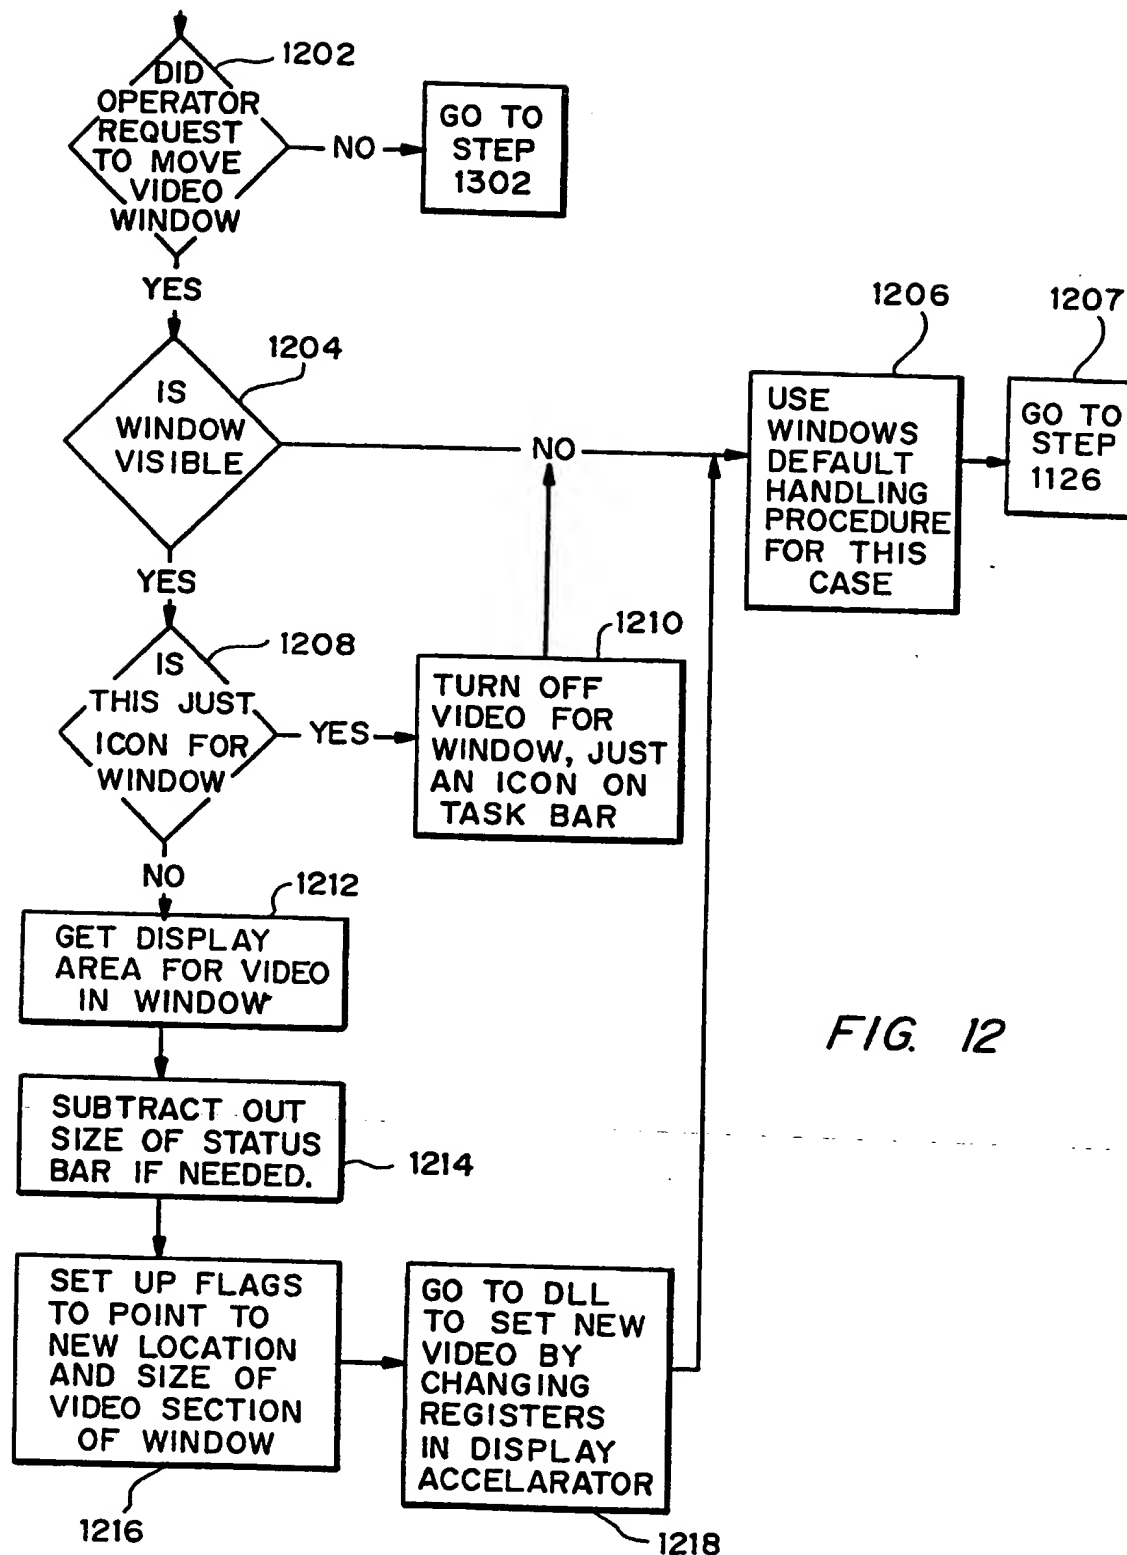 1202
DID
OPERATOR
REQUEST
TO MOVE
VIDEO
WINDOW
NO
GO TO
STEP
1302
YES
1204
IS
WINDOW
VISIBLE
NO
1206
USE
WINDOWS
DEFAULT
HANDLING
PROCEDURE
FOR THIS
CASE
1207
GO TO
STEP
1126
YES
1208
IS
THIS JUST
ICON FOR
WINDOW
YES
1210
TURN OFF
VIDEO FOR
WINDOW, JUST
AN ICON ON
TASK BAR
NO
1212
GET DISPLAY
AREA FOR VIDEO
IN WINDOW
FIG. 12
SUBTRACT OUT
SIZE OF STATUS
BAR IF NEEDED.
1214
SET UP FLAGS
TO POINT TO
NEW LOCATION
AND SIZE OF
VIDEO SECTION
OF WINDOW
1216
GO TO DLL
TO SET NEW
VIDEO BY
CHANGING
REGISTERS
IN DISPLAY
ACCELARATOR
1218